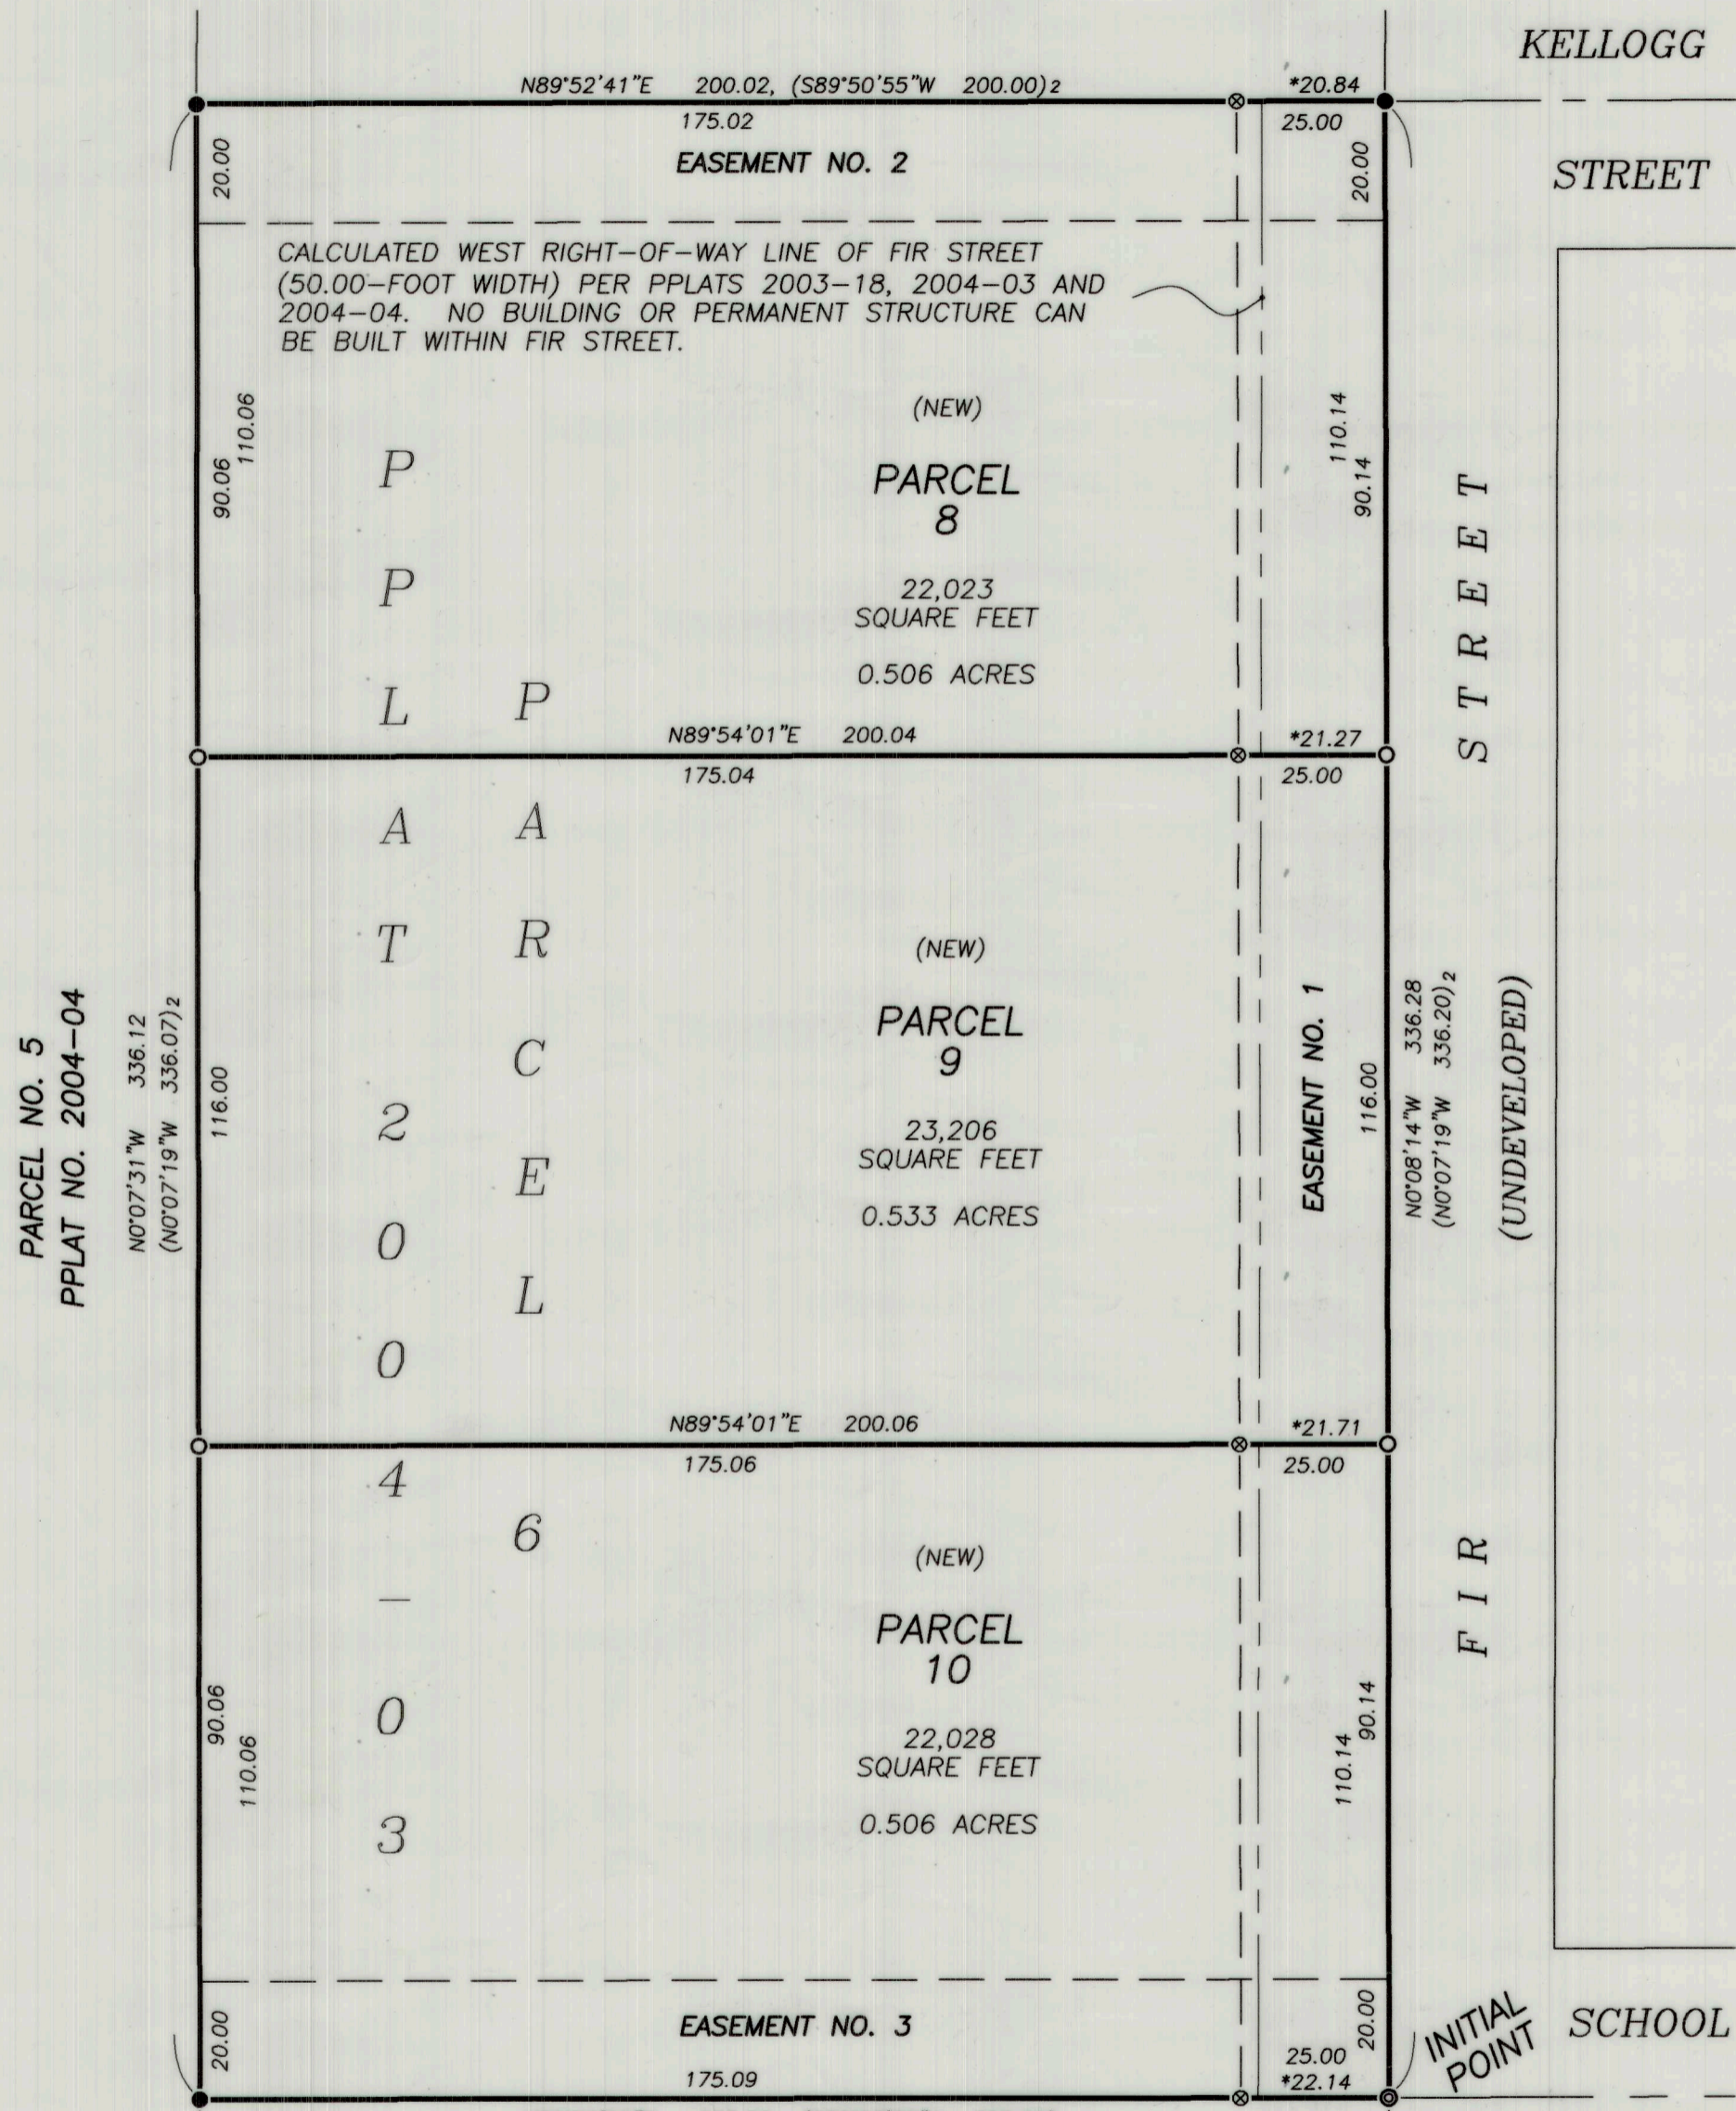 KELLOGG
STREET
N89°52'41"E 200.02, (S89°50'55"W 200.00)2
*20.84
175.02
25.00
20.00
EASEMENT NO. 2
20.00
CALCULATED WEST RIGHT-OF-WAY LINE OF FIR STREET
(50.00-FOOT WIDTH) PER PPLATS 2003-18, 2004-03 AND
2004-04. NO BUILDING OR PERMANENT STRUCTURE CAN
BE BUILT WITHIN FIR STREET.
90.06
110.06
(NEW)
PARCEL
8
22,023
SQUARE FEET
0.506 ACRES
110.14
90.14
N89°54'01"E 200.04
*21.27
175.04
25.00
PARCEL NO. 5
PPLAT NO. 2004-04
N0°07'31"W 336.12
(N0°07'19"W 336.07)2
116.00
PPLAT 2004-03
PARCEL 6
(NEW)
PARCEL
9
23,206
SQUARE FEET
0.533 ACRES
EASEMENT NO. 1
116.00
N0°08'14"W 336.28
(N0°07'19"W 336.20)2
(UNDEVELOPED)
FIR STREET
N89°54'01"E 200.06
*21.71
175.06
25.00
90.06
110.06
(NEW)
PARCEL
10
22,028
SQUARE FEET
0.506 ACRES
110.14
90.14
20.00
EASEMENT NO. 3
20.00
175.09
25.00
*22.14
INITIAL
POINT
SCHOOL